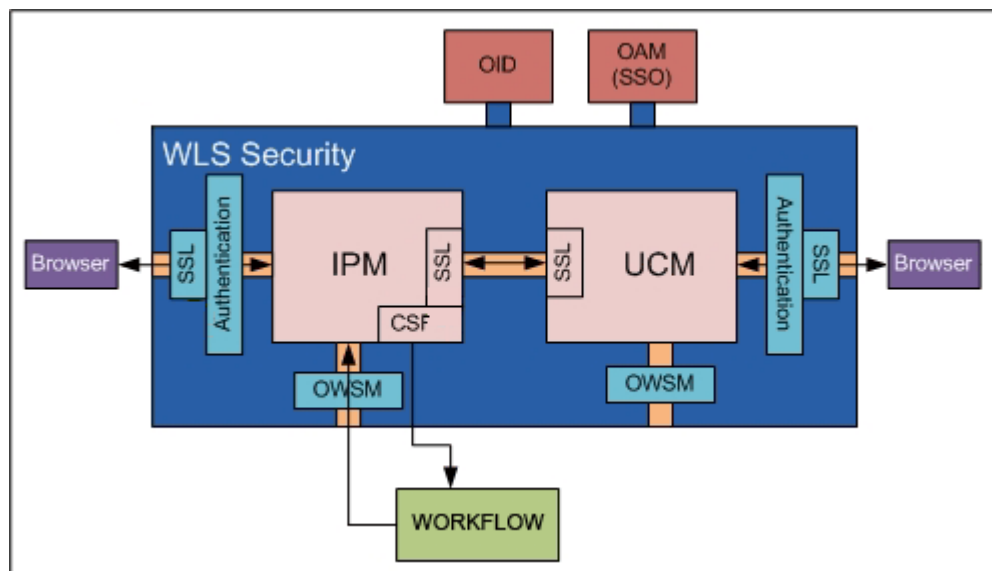 OID
OAM
(SSO)
WLS Security
Browser
SSL
Authentication
IPM
SSL
CSF
SSL
UCM
Authentication
SSL
Browser
OWSM
OWSM
WORKFLOW